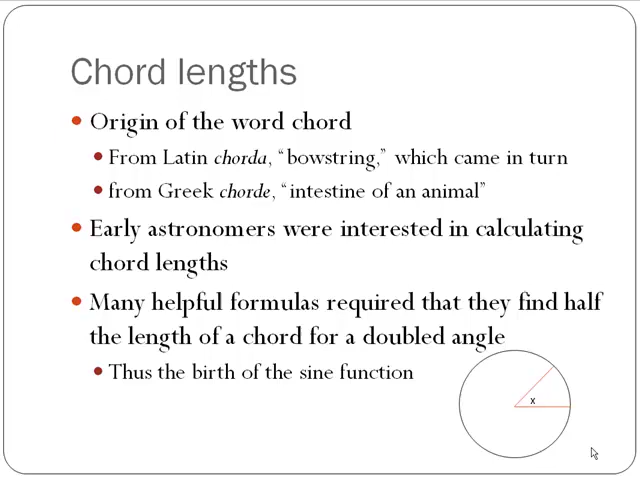 Chord lengths
Origin of the word chord
From Latin chorda, “bowstring,” which came in turn
from Greek chorde, “intestine of an animal”
Early astronomers were interested in calculating
chord lengths
Many helpful formulas required that they find half
the length of a chord for a doubled angle
Thus the birth of the sine function
x